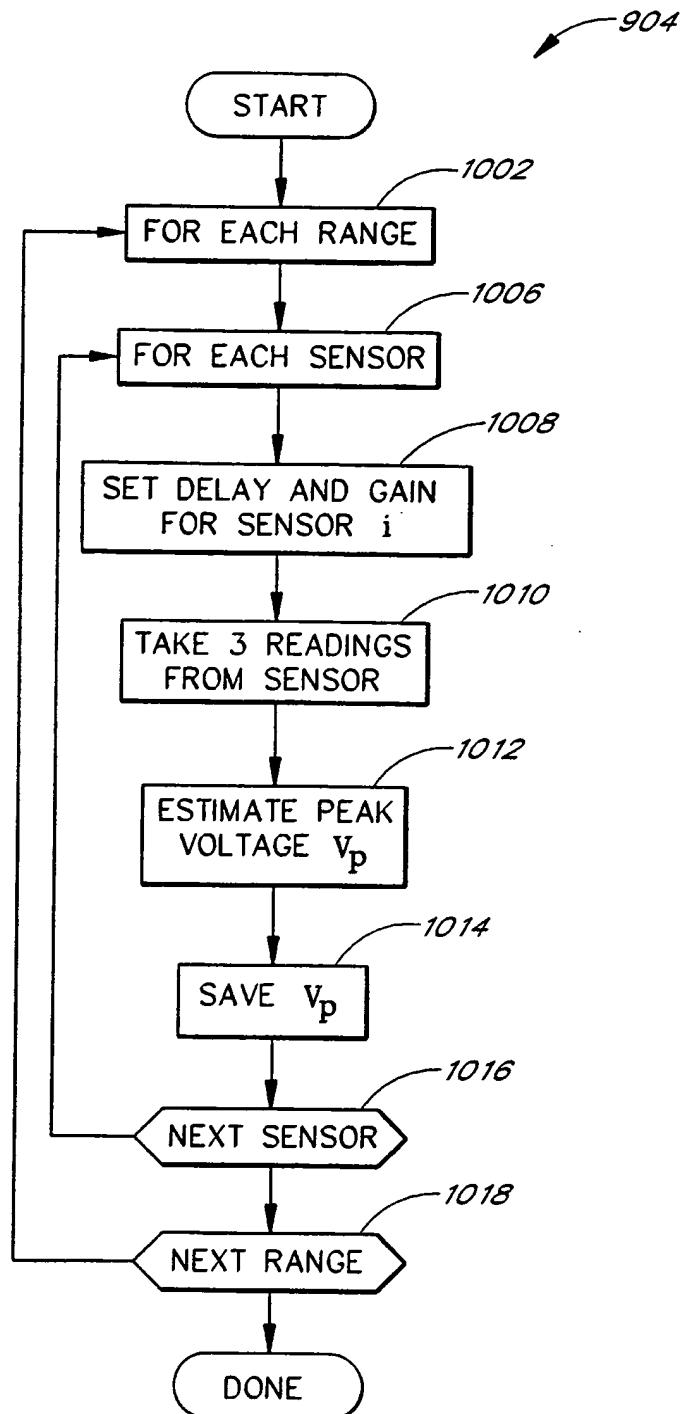 904
START
1002
FOR EACH RANGE
1006
FOR EACH SENSOR
1008
SET DELAY AND GAIN
FOR SENSOR i
1010
TAKE 3 READINGS
FROM SENSOR
1012
ESTIMATE PEAK
VOLTAGE Vp
1014
SAVE Vp
1016
NEXT SENSOR
1018
NEXT RANGE
DONE